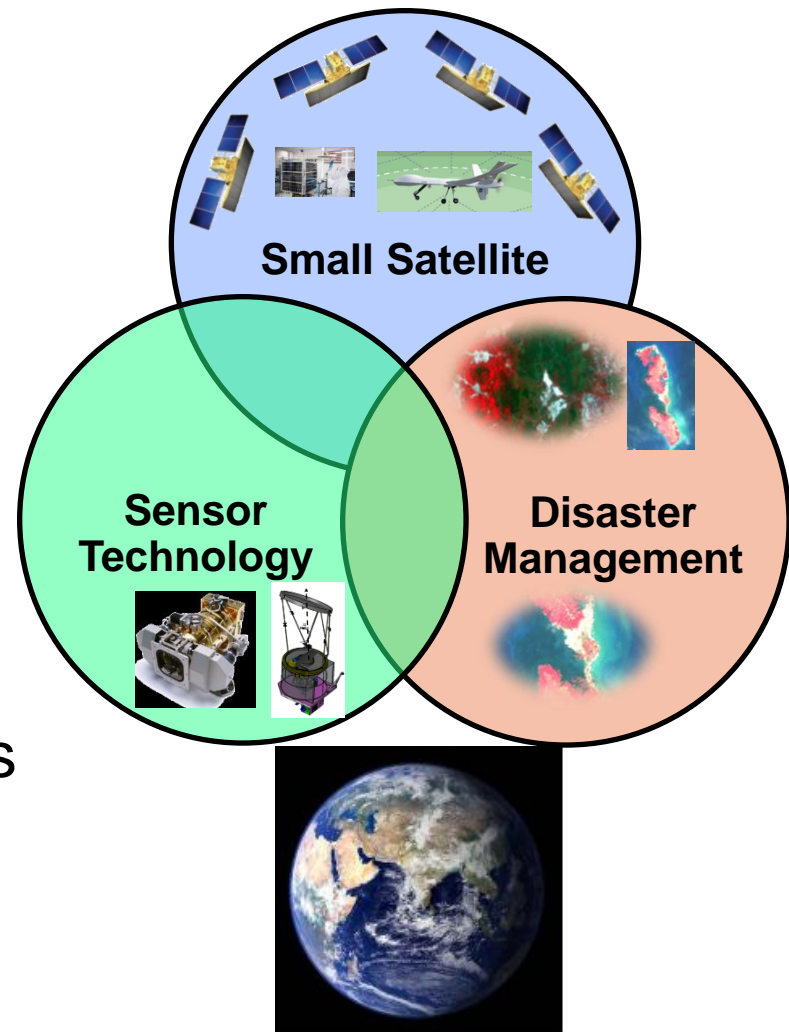 Small Satellite
Sensor
Technology
Disaster
Management
s